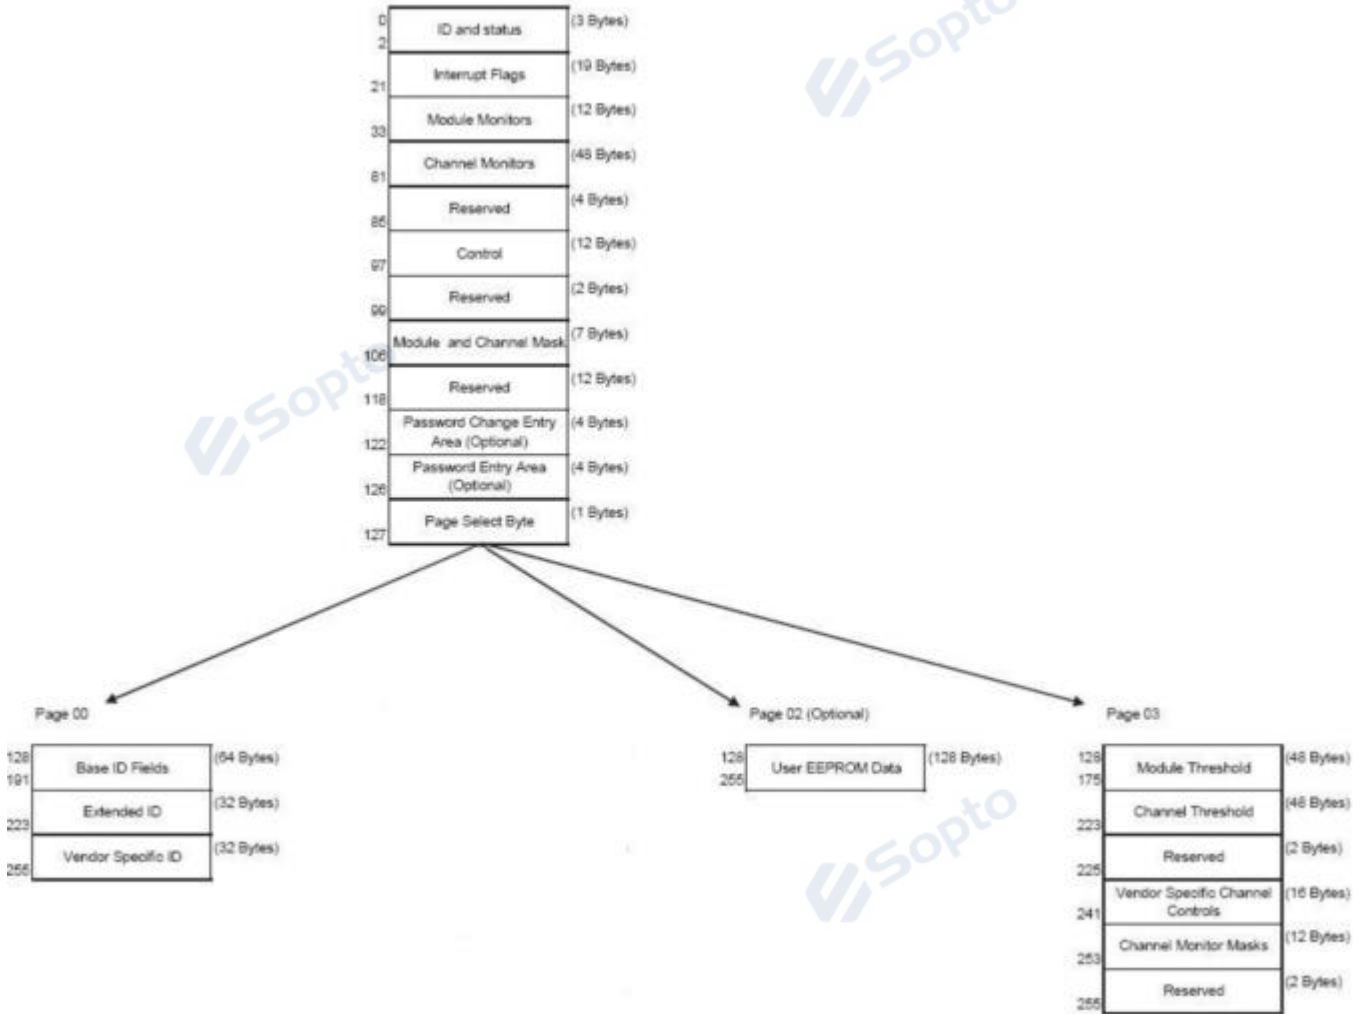 0
ID and status
(3 Bytes)
2
Interrupt Flags
(19 Bytes)
21
Module Monitors
(12 Bytes)
33
Channel Monitors
(48 Bytes)
81
Reserved
(4 Bytes)
85
Control
(12 Bytes)
97
Reserved
(2 Bytes)
99
Module and Channel Mask
(7 Bytes)
106
Reserved
(12 Bytes)
118
Password Change Entry
Area (Optional)
(4 Bytes)
122
Password Entry Area
(Optional)
(4 Bytes)
126
Page Select Byte
(1 Bytes)
127
Sopto
Sopto
Page 00
128
Base ID Fields
(64 Bytes)
191
Extended ID
(32 Bytes)
223
Vendor Specific ID
(32 Bytes)
255
Page 02 (Optional)
128
User EEPROM Data
(128 Bytes)
255
Sopto
Page 03
128
Module Threshold
(48 Bytes)
175
Channel Threshold
(48 Bytes)
223
Reserved
(2 Bytes)
225
Vendor Specific Channel
Controls
(16 Bytes)
241
Channel Monitor Masks
(12 Bytes)
253
Reserved
(2 Bytes)
255